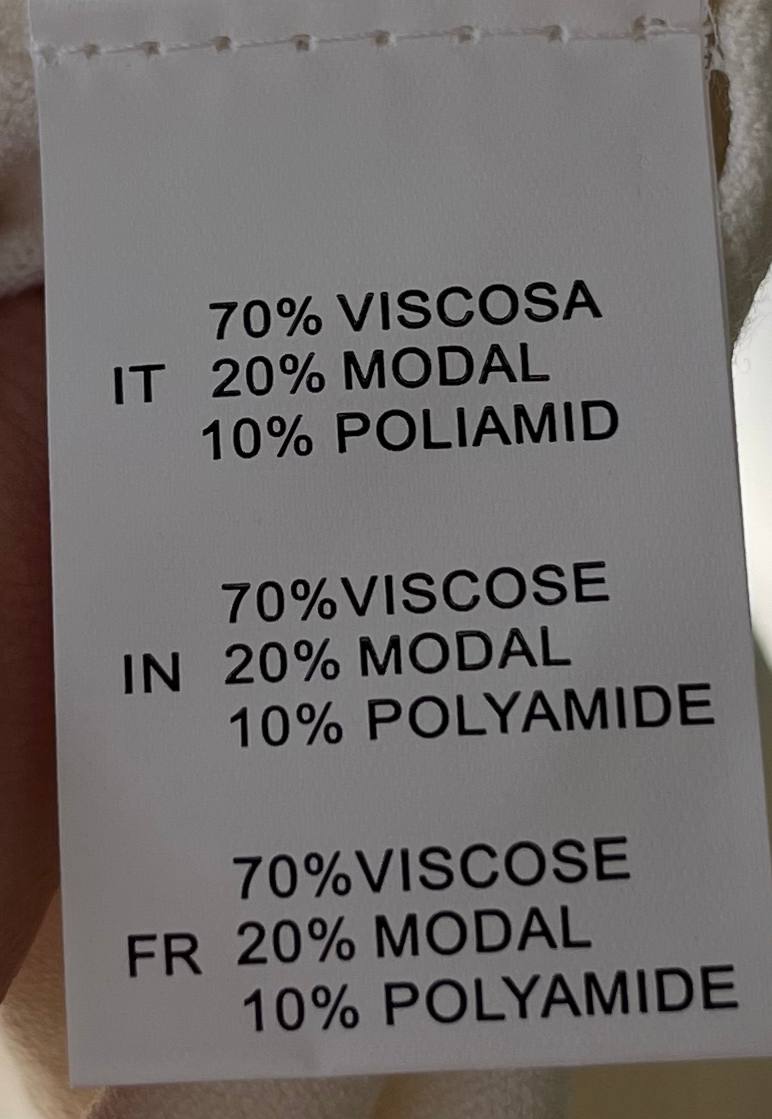 70% VISCOSA
IT 20% MODAL
10% POLIAMID
70%VISCOSE
IN 20% MODAL
10% POLYAMIDE
70%VISCOSE
FR 20% MODAL
10% POLYAMIDE